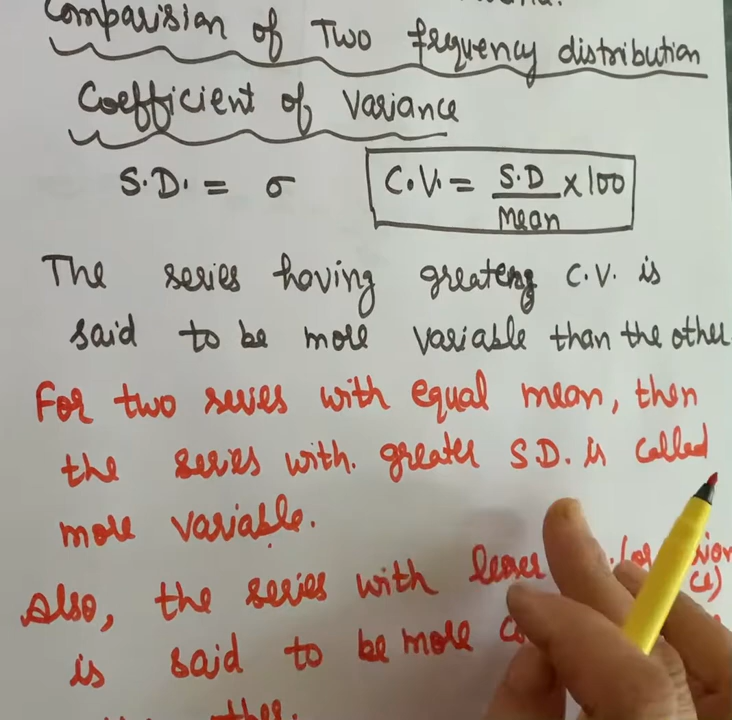 Comparision of Two frequency distribution
Coefficient of Variance
S.D. = σ
C.V. = S.D / Mean × 100
The series having greater C.V. is
said to be more variable than the other
For two series with equal mean, then
the series with greater S.D. is called
more variable.
Also, the series with lesser
is said to be more
other.